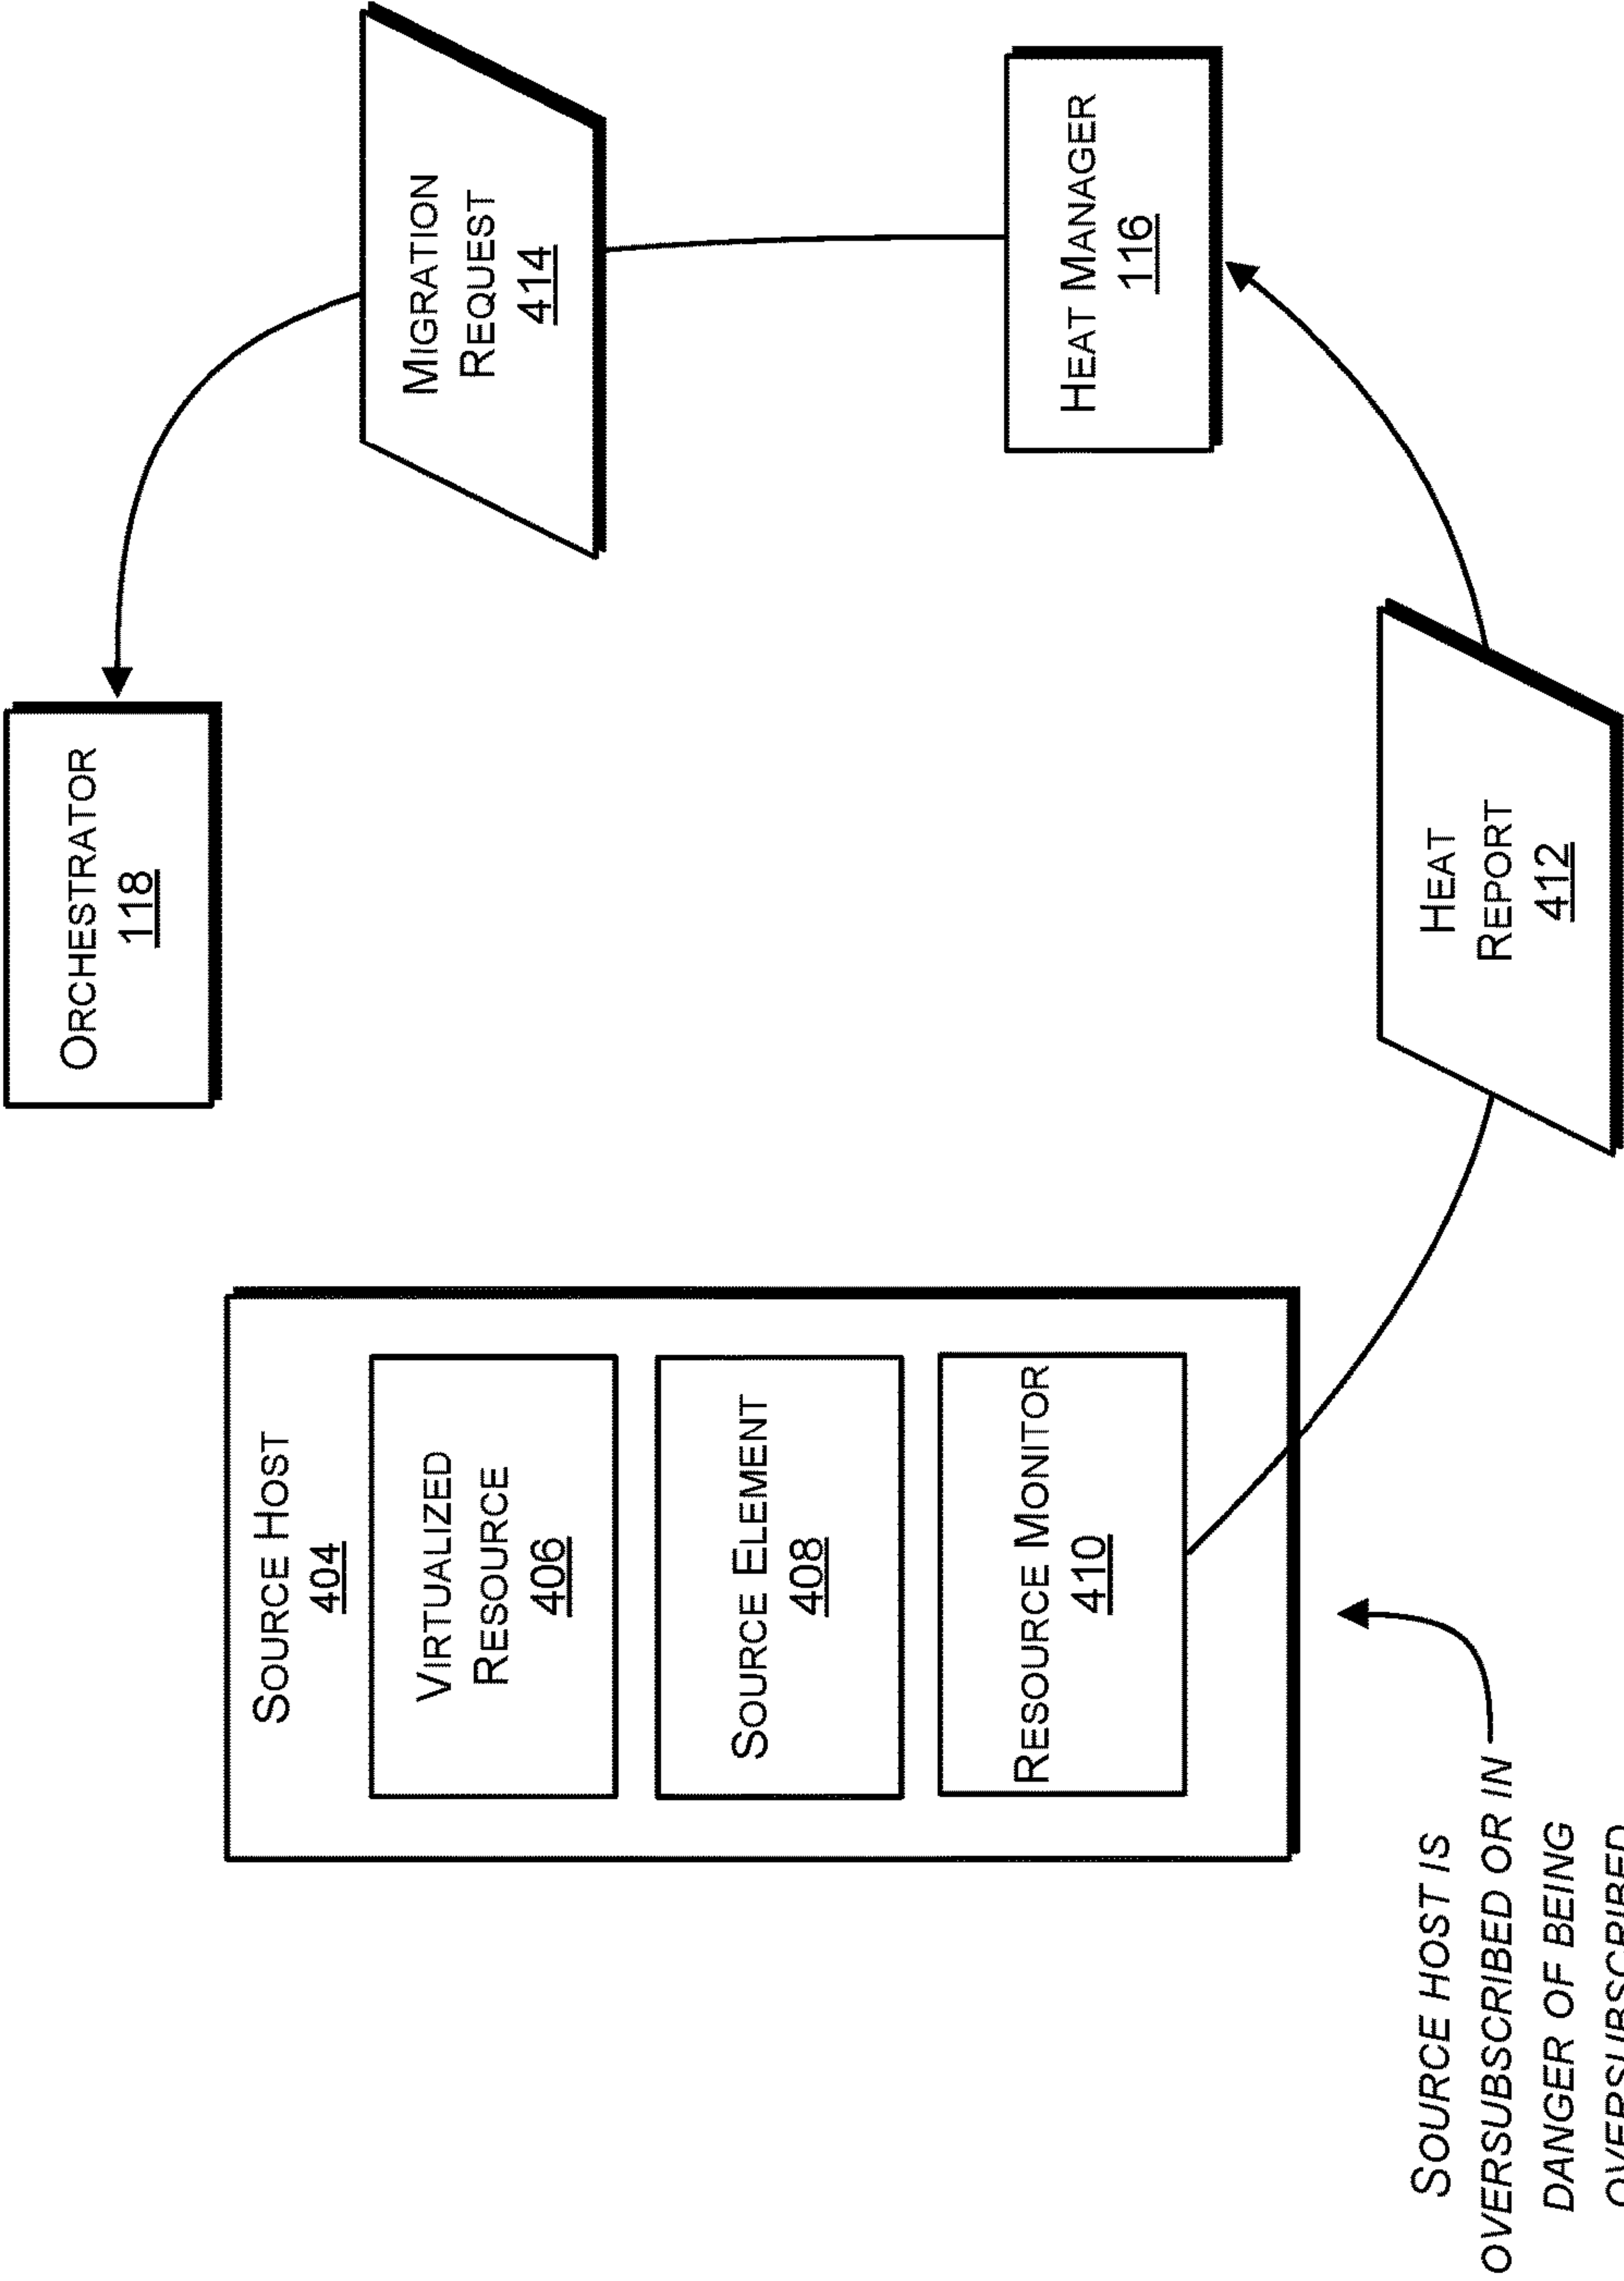 SOURCE HOST
404
VIRTUALIZED
RESOURCE
406
SOURCE ELEMENT
408
RESOURCE MONITOR
410
SOURCE HOST IS
OVERSUBSCRIBED OR IN
DANGER OF BEING
OVERSUBSCRIBED
ORCHESTRATOR
118
HEAT
REPORT
412
MIGRATION
REQUEST
414
HEAT MANAGER
116